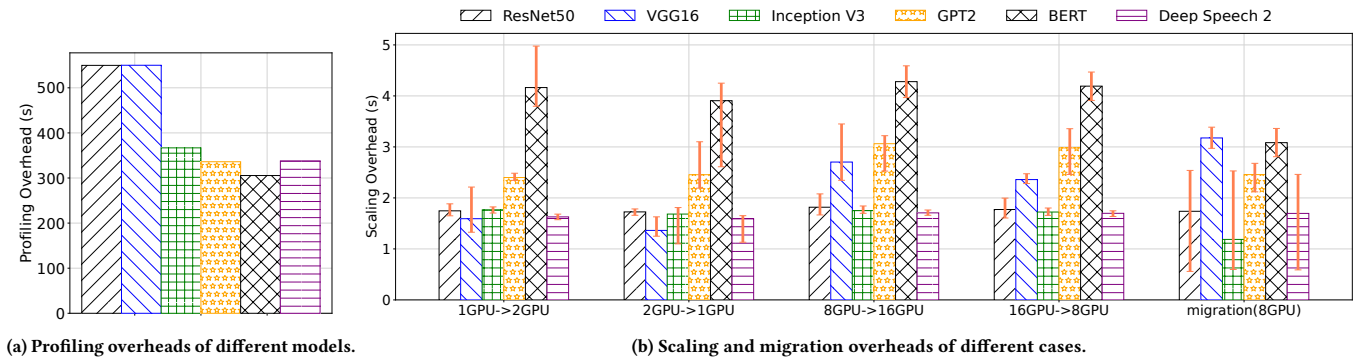 ResNet50 VGG16 Inception V3 GPT2 BERT Deep Speech 2
Profiling Overhead (s)
500
400
300
200
100
0
Scaling Overhead (s)
5
4
3
2
1
0
1GPU->2GPU 2GPU->1GPU 8GPU->16GPU 16GPU->8GPU migration(8GPU)
(a) Profiling overheads of different models.
(b) Scaling and migration overheads of different cases.